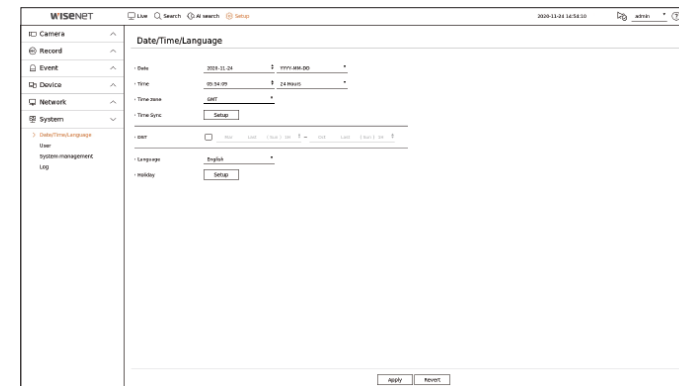 WISENET Live Search AI search Setup 2020-11-24 14:54:10 admin
Camera
Record
Event
Device
Network
System
Date/Time/Language
User
System management
Log
Date/Time/Language
Date 2020-11-24 YYYY-MM-DD
Time 05:54:09 24 Hours
Time zone GMT
Time Sync Setup
DST
Language English
Holiday Setup
Apply Revert